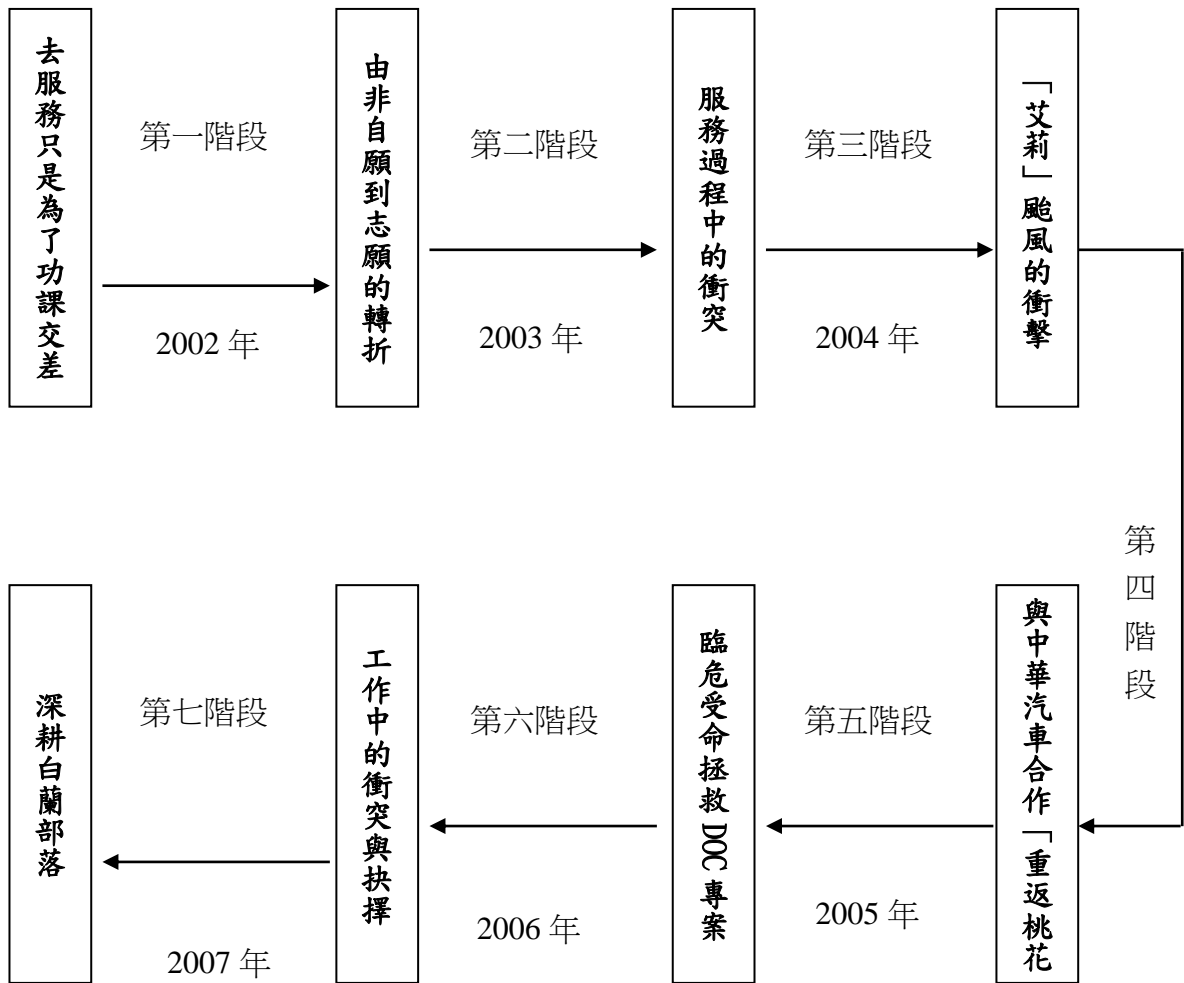 去服務只是為了功課交差
第一階段
2002 年
由非自願到志願的轉折
第二階段
2003 年
服務過程中的衝突
第三階段
2004 年
「艾莉」颱風的衝擊
第四階段
與中華汽車合作「重返桃花
第五階段
2005 年
臨危受命拯救 DOC 專案
第六階段
2006 年
工作中的衝突與抉擇
第七階段
2007 年
深耕白蘭部落